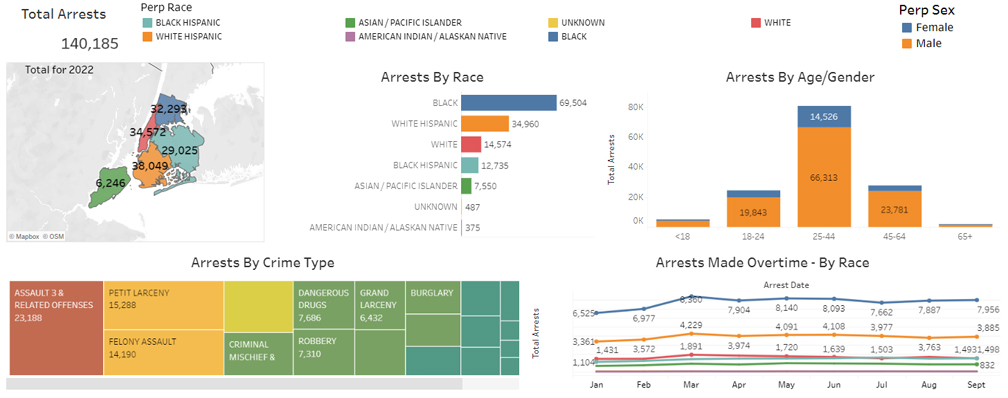 Total Arrests
140,185
Perp Race
BLACK HISPANIC
WHITE HISPANIC
ASIAN / PACIFIC ISLANDER
AMERICAN INDIAN / ALASKAN NATIVE
UNKNOWN
BLACK
WHITE
Perp Sex
Female
Male
Total for 2022
32,293
34,572
29,025
38,049
6,246
© Mapbox © OSM
Arrests By Race
BLACK 69,504
WHITE HISPANIC 34,960
WHITE 14,574
BLACK HISPANIC 12,735
ASIAN / PACIFIC ISLANDER 7,550
UNKNOWN 487
AMERICAN INDIAN / ALASKAN NATIVE 375
Arrests By Age/Gender
Total Arrests
80K
60K
40K
20K
0K
14,526
66,313
19,843
23,781
<18 18-24 25-44 45-64 65+
Arrests By Crime Type
ASSAULT 3 &
RELATED OFFENSES
23,188
PETIT LARCENY
15,288
FELONY ASSAULT
14,190
CRIMINAL
MISCHIEF &
DANGEROUS
DRUGS
7,686
ROBBERY
7,310
GRAND
LARCENY
6,432
BURGLARY
Arrests Made Overtime - By Race
Arrest Date
Total Arrests
6,525 6,977 8,360 7,904 8,140 8,093 7,662 7,887 7,956
3,361 3,572 4,229 3,974 4,091 4,108 3,977 3,763 3,885
1,431 1,891 1,720 1,639 1,503 1,493 1,498
1,104 832
Jan Feb Mar Apr May Jun Jul Aug Sept